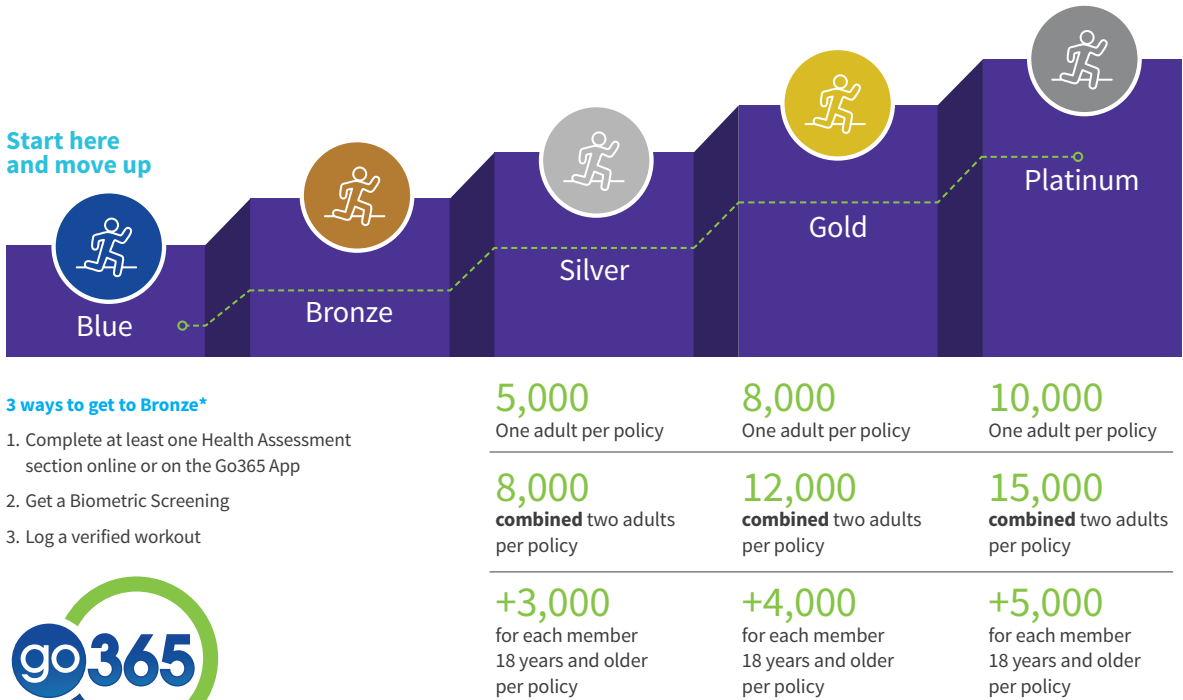 Start here
and move up
Blue
Bronze
Silver
Gold
Platinum
3 ways to get to Bronze*
1. Complete at least one Health Assessment
section online or on the Go365 App
2. Get a Biometric Screening
3. Log a verified workout
5,000
One adult per policy
8,000
combined two adults
per policy
+3,000
for each member
18 years and older
per policy
8,000
One adult per policy
12,000
combined two adults
per policy
+4,000
for each member
18 years and older
per policy
10,000
One adult per policy
15,000
combined two adults
per policy
+5,000
for each member
18 years and older
per policy
go365